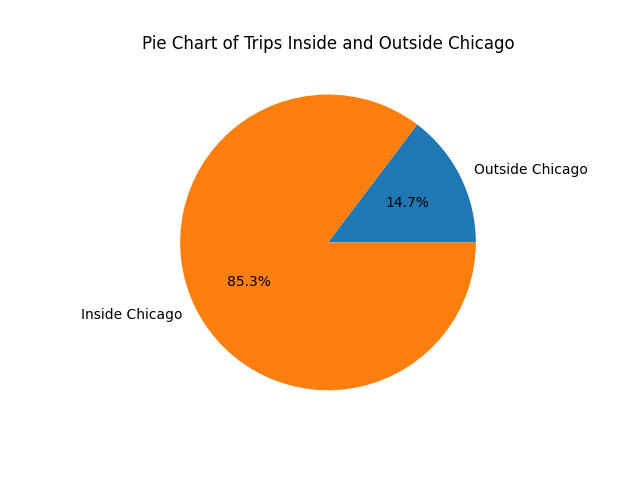 Pie Chart of Trips Inside and Outside Chicago
Outside Chicago
14.7%
85.3%
Inside Chicago